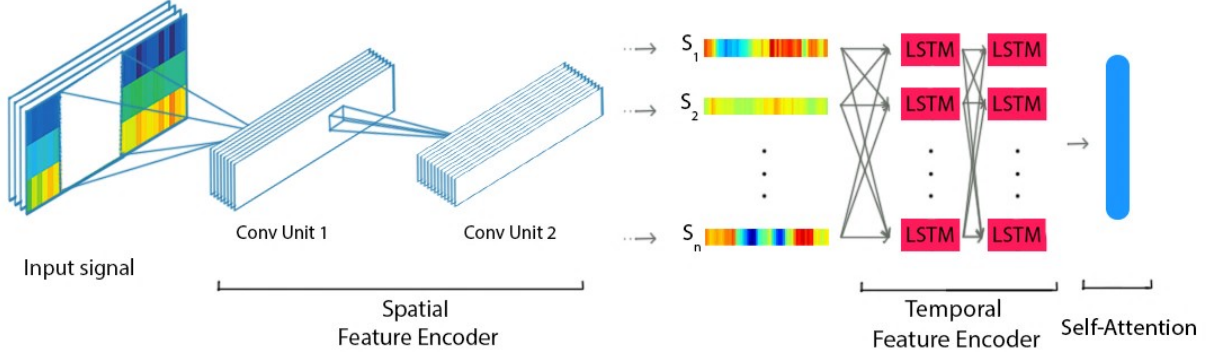 S1
LSTM LSTM
S2
LSTM LSTM
Sn
LSTM LSTM
Conv Unit 1
Conv Unit 2
Input signal
Spatial
Feature Encoder
Temporal
Feature Encoder
Self-Attention